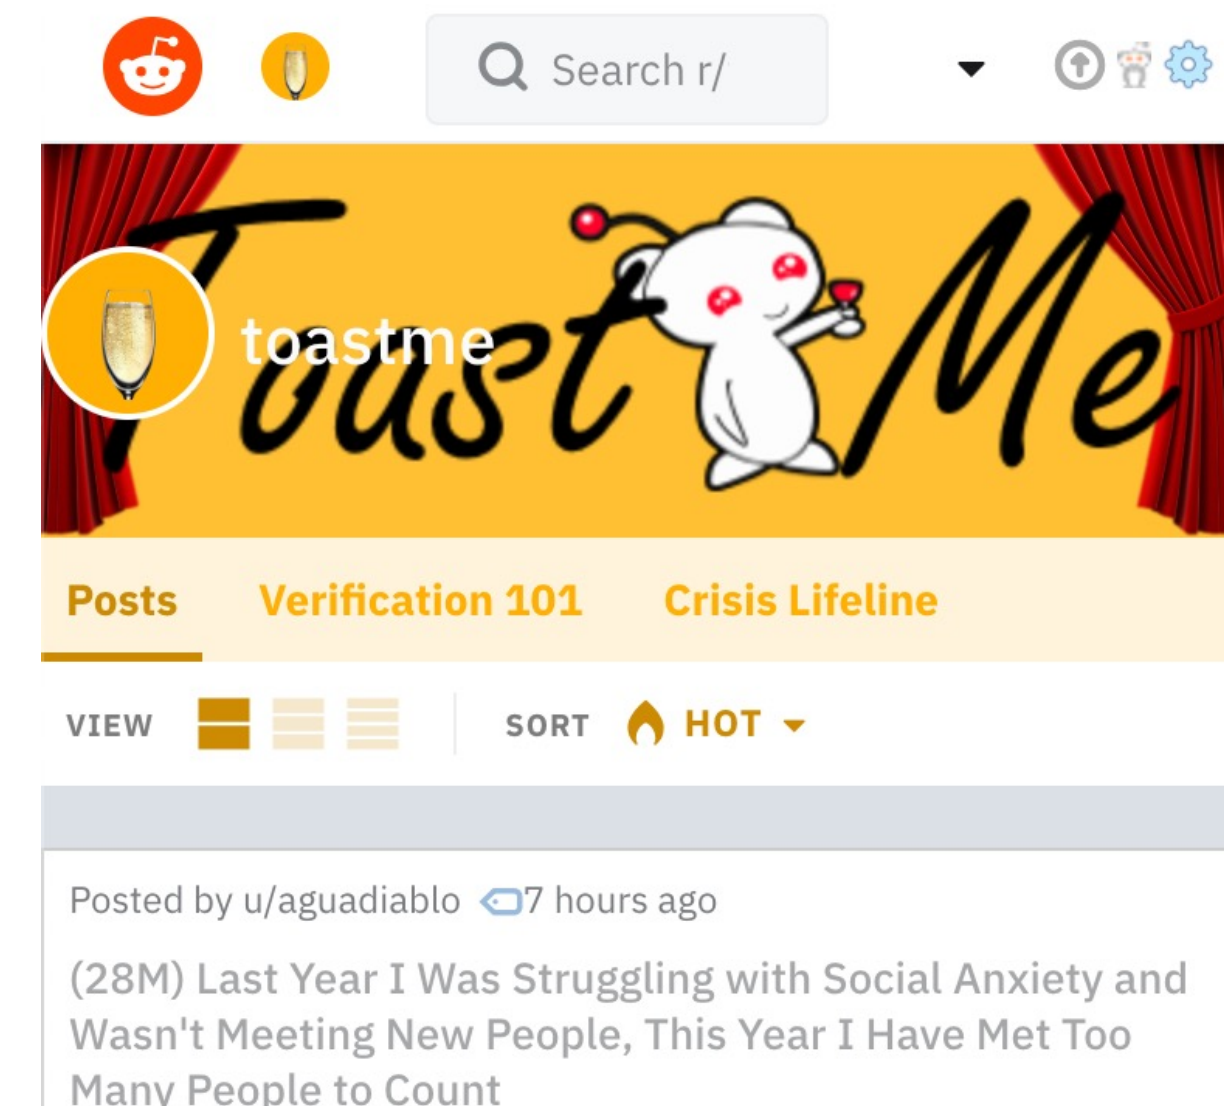 Search r/
Toast Me
toastme
Posts Verification 101 Crisis Lifeline
VIEW SORT HOT
Posted by u/aguadiablo 7 hours ago
(28M) Last Year I Was Struggling with Social Anxiety and
Wasn't Meeting New People, This Year I Have Met Too
Many People to Count